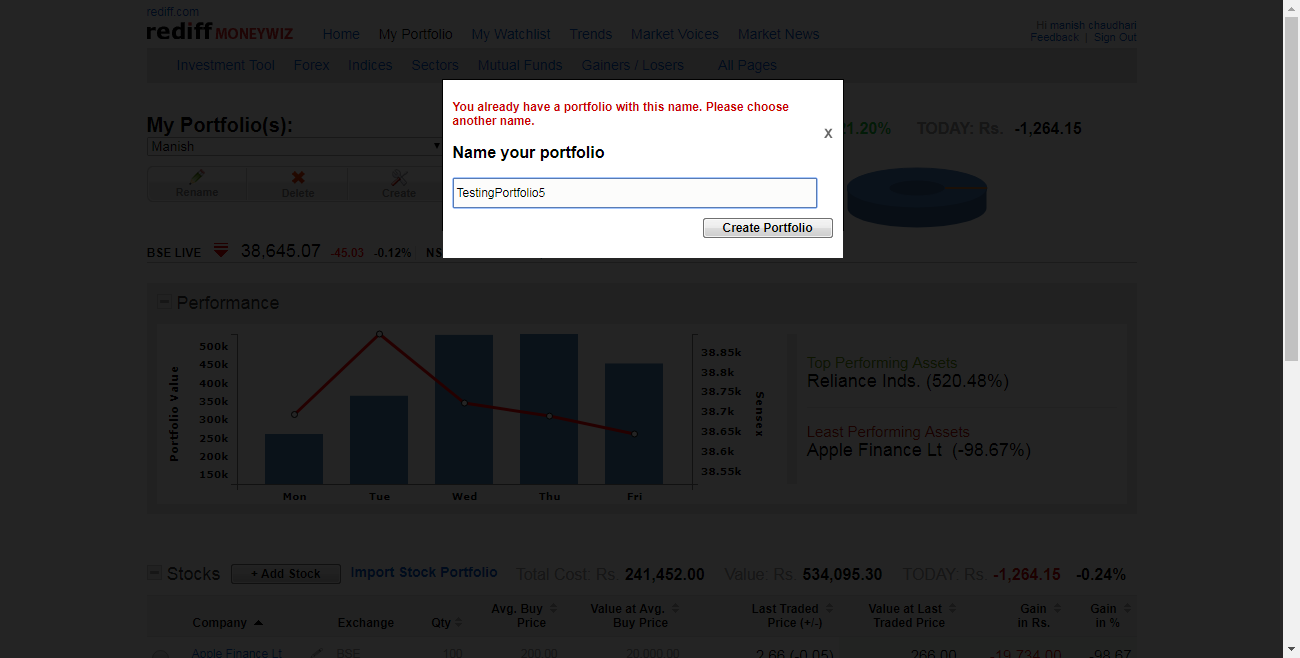 rediff.com
rediff MONEYWIZ
Home My Portfolio My Watchlist Trends Market Voices Market News
Hi manish chaudhari
Feedback | Sign Out
Investment Tool Forex Indices Sectors Mutual Funds Gainers / Losers All Pages
You already have a portfolio with this name. Please choose
another name.
X
Name your portfolio
TestingPortfolio5
Create Portfolio
My Portfolio(s):
Manish
Rename Delete Create
1.20% TODAY: Rs. -1,264.15
BSE LIVE 38,645.07 -45.03 -0.12% NS
Performance
Portfolio Value
500k
450k
400k
350k
300k
250k
200k
150k
Mon Tue Wed Thu Fri
38.85k
38.8k
38.75k
38.7k
38.65k
38.6k
38.55k
Sensex
Top Performing Assets
Reliance Inds. (520.48%)
Least Performing Assets
Apple Finance Lt (-98.67%)
Stocks + Add Stock Import Stock Portfolio Total Cost: Rs. 241,452.00 Value: Rs. 534,095.30 TODAY Rs -1,264.15 -0.24%
Company Exchange Qty Avg. Buy Price Value at Avg. Buy Price Last Traded Price (+/-) Value at Last Traded Price Gain in Rs. Gain in %
Apple Finance Lt BSE 100 200.00 20,000.00 2.66 (-0.05) 266.00 -19,734.00 -98.67